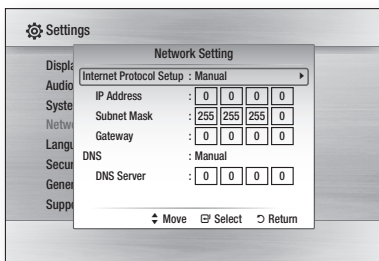 Settings
Network Setting
Displa
Internet Protocol Setup : Manual
Audio
IP Address : 0 0 0 0
Syste
Subnet Mask : 255 255 255 0
Netw
Gateway : 0 0 0 0
Langu
DNS : Manual
Secur
DNS Server : 0 0 0 0
Gener
Suppo
Move Select Return